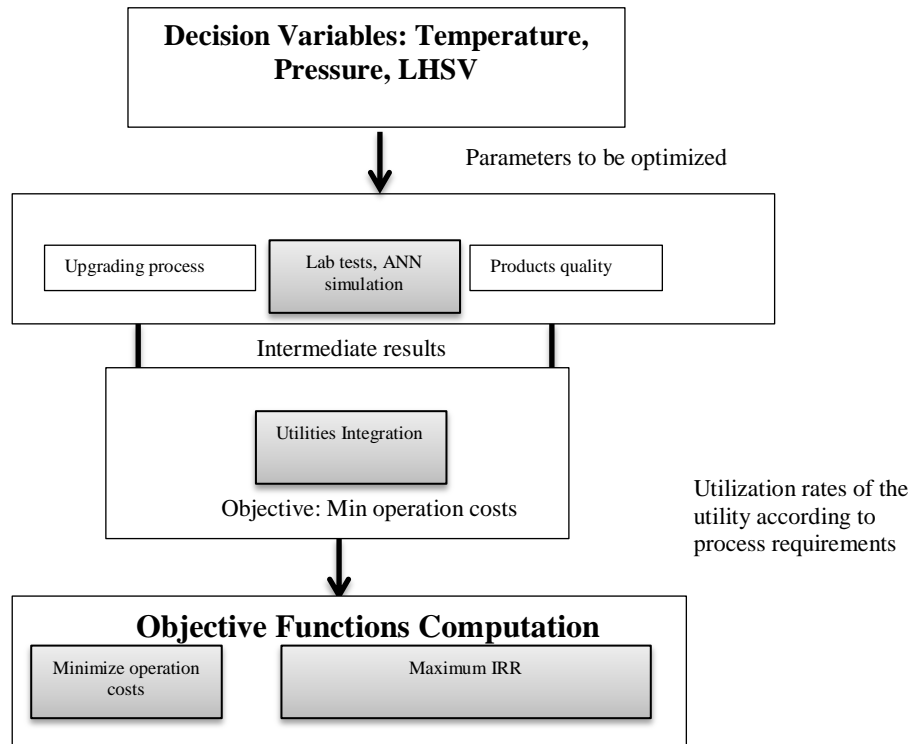 Decision Variables: Temperature,
Pressure, LHSV
Parameters to be optimized
Upgrading process
Lab tests, ANN
simulation
Products quality
Intermediate results
Utilities Integration
Objective: Min operation costs
Utilization rates of the
utility according to
process requirements
Objective Functions Computation
Minimize operation
costs
Maximum IRR